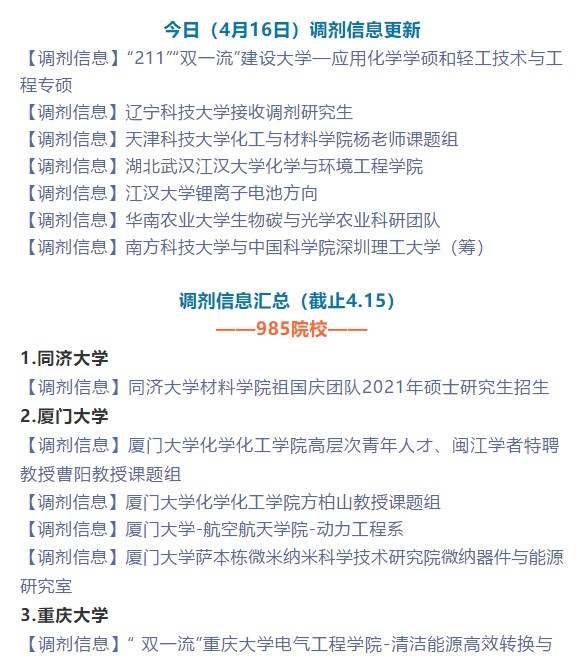 今日（4月16日）调剂信息更新
【调剂信息】“211”“双一流”建设大学—应用化学学硕和轻工技术与工
程专硕
【调剂信息】辽宁科技大学接收调剂研究生
【调剂信息】天津科技大学化工与材料学院杨老师课题组
【调剂信息】湖北武汉江汉大学化学与环境工程学院
【调剂信息】江汉大学锂离子电池方向
【调剂信息】华南农业大学生物碳与光学农业科研团队
【调剂信息】南方科技大学与中国科学院深圳理工大学（筹）
调剂信息汇总（截止4.15）
——985院校——
1.同济大学
【调剂信息】同济大学材料学院祖国庆团队2021年硕士研究生招生
2.厦门大学
【调剂信息】厦门大学化学化工学院高层次青年人才、闽江学者特聘
教授曹阳教授课题组
【调剂信息】厦门大学化学化工学院方柏山教授课题组
【调剂信息】厦门大学-航空航天学院-动力工程系
【调剂信息】厦门大学萨本栋微米纳米科学技术研究院微纳器件与能源
研究室
3.重庆大学
【调剂信息】“ 双一流”重庆大学电气工程学院-清洁能源高效转换与